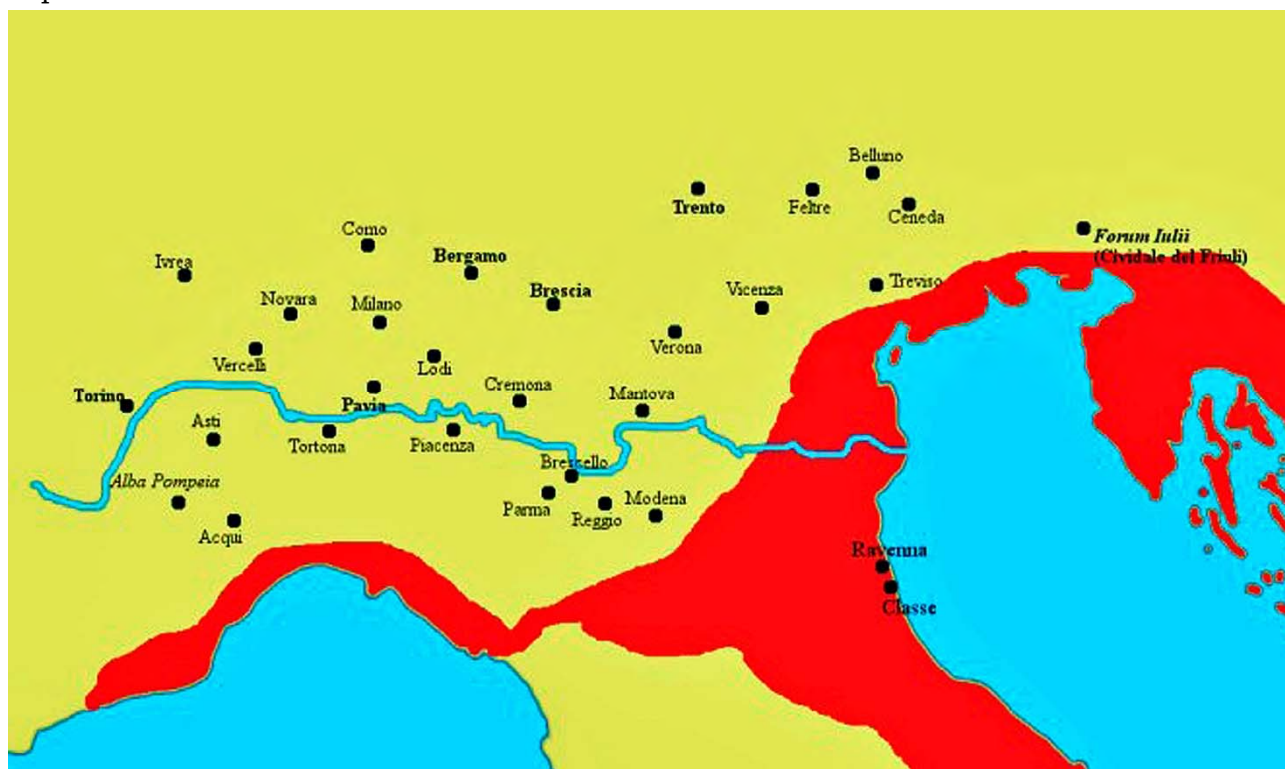 Belluno
Trento
Feltre
Ceneda
Como
Forum Iulii
(Cividale del Friuli)
Ivrea
Bergamo
Novara
Milano
Brescia
Vicenza
Treviso
Vercelli
Lodi
Verona
Torino
Pavia
Cremona
Mantova
Asti
Tortona
Piacenza
Brescello
Alba Pompeia
Parma
Reggio
Modena
Acqui
Ravenna
Classe